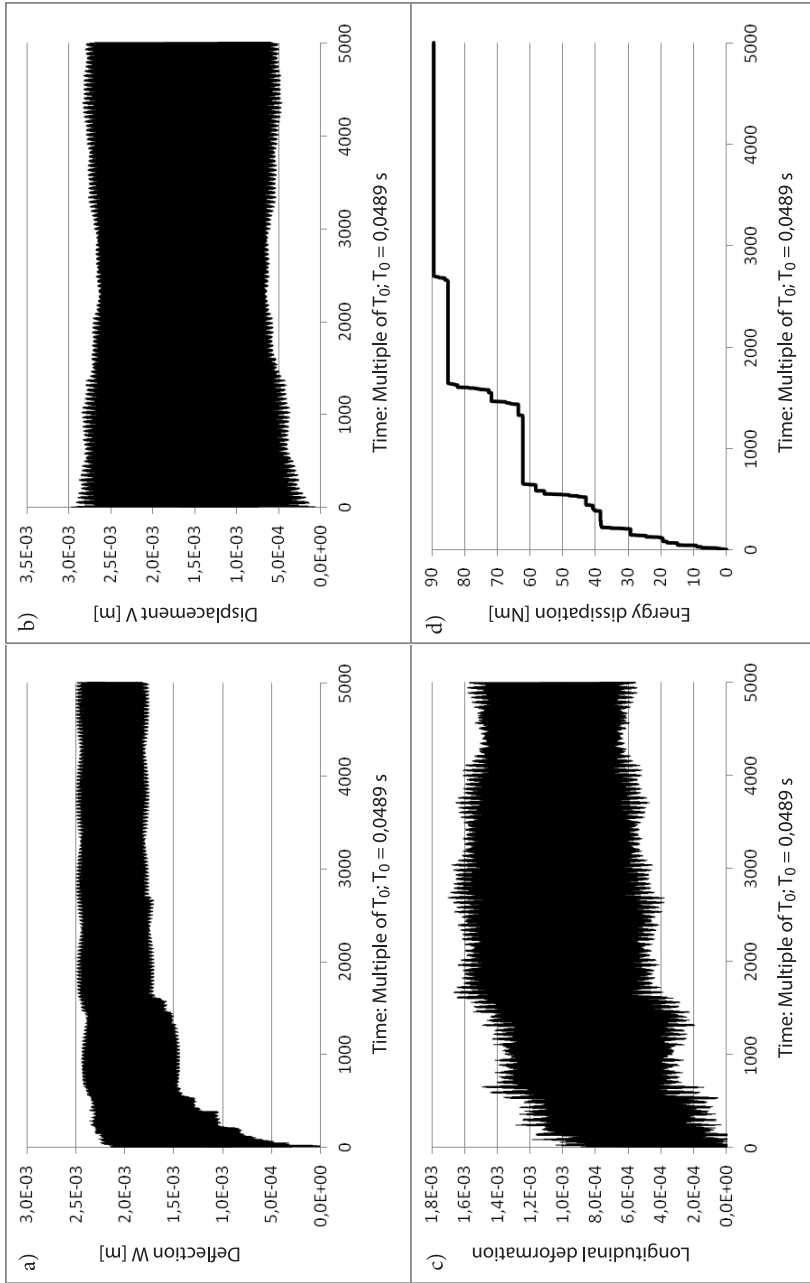 a)
Deflection W [m]
3,0E-03
2,5E-03
2,0E-03
1,5E-03
1,0E-03
5,0E-04
0,0E+00
0 1000 2000 3000 4000 5000
Time: Multiple of T0; T0 = 0,0489 s
b)
Displacement V [m]
3,5E-03
3,0E-03
2,5E-03
2,0E-03
1,5E-03
1,0E-03
5,0E-04
0,0E+00
0 1000 2000 3000 4000 5000
Time: Multiple of T0; T0 = 0,0489 s
c)
Longitudinal deformation
1,8E-03
1,6E-03
1,4E-03
1,2E-03
1,0E-03
8,0E-04
6,0E-04
4,0E-04
2,0E-04
0,0E+00
0 1000 2000 3000 4000 5000
Time: Multiple of T0; T0 = 0,0489 s
d)
Energy dissipation [Nm]
90
80
70
60
50
40
30
20
10
0
0 1000 2000 3000 4000 5000
Time: Multiple of T0; T0 = 0,0489 s